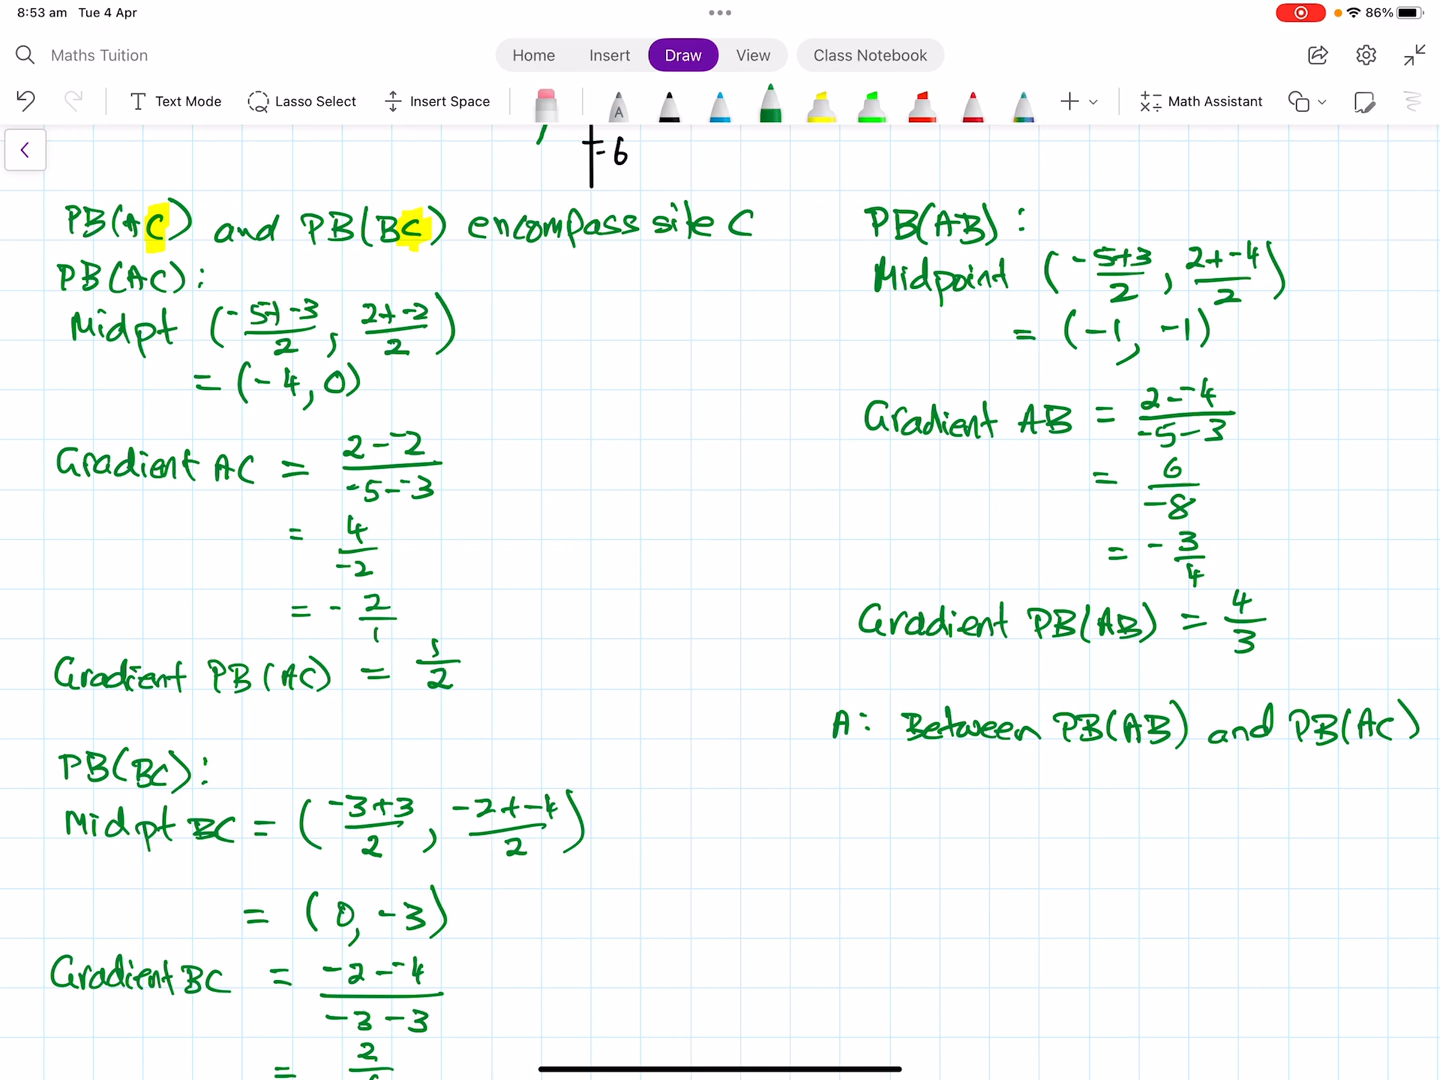 8:53 am Tue 4 Apr
86%
Maths Tuition
Home Insert Draw View Class Notebook
Text Mode Lasso Select Insert Space Math Assistant
-6
PB(AC) and PB(BC) encompass site C
PB(AC):
Midpt (-5+-3/2, 2+-2/2)
= (-4, 0)
Gradient AC = 2--2/-5--3
= 4/-2
= -2/1
Gradient PB(AC) = 1/2
PB(BC):
Midpt BC = (-3+3/2, -2+-4/2)
= (0, -3)
Gradient BC = -2--4/-3-3
= 2
PB(AB):
Midpoint (-5+3/2, 2+-4/2)
= (-1, -1)
Gradient AB = 2--4/-5-3
= 6/-8
= -3/4
Gradient PB(AB) = 4/3
A: Between PB(AB) and PB(AC)